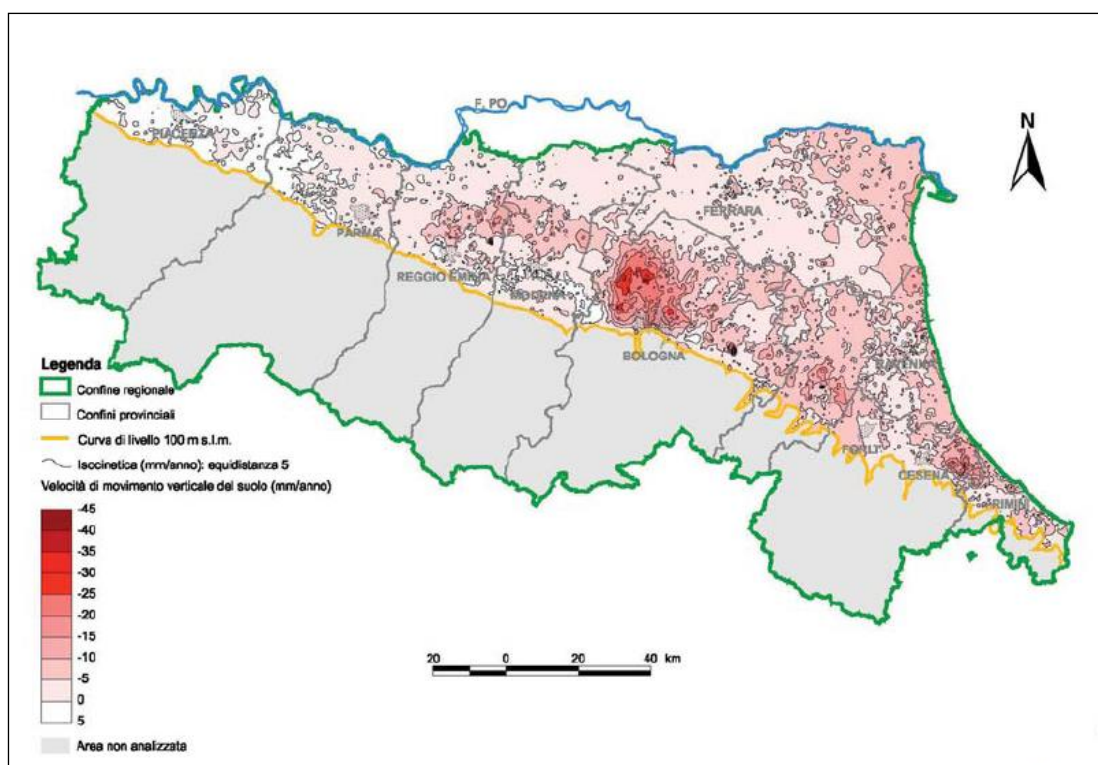 F. PO
N
PIACENZA
FERRARA
PARMA
REGGIO EMILIA
MODENA
BOLOGNA
RAVENNA
FORLI'
CESENA
RIMINI
Legenda
Confine regionale
Confini provinciali
Curva di livello 100 m s.l.m.
Isocinetica (mm/anno): equidistanza 5
Velocità di movimento verticale del suolo (mm/anno)
-45
-40
-35
-30
-25
-20
-15
-10
-5
0
5
Area non analizzata
20 0 20 40 km